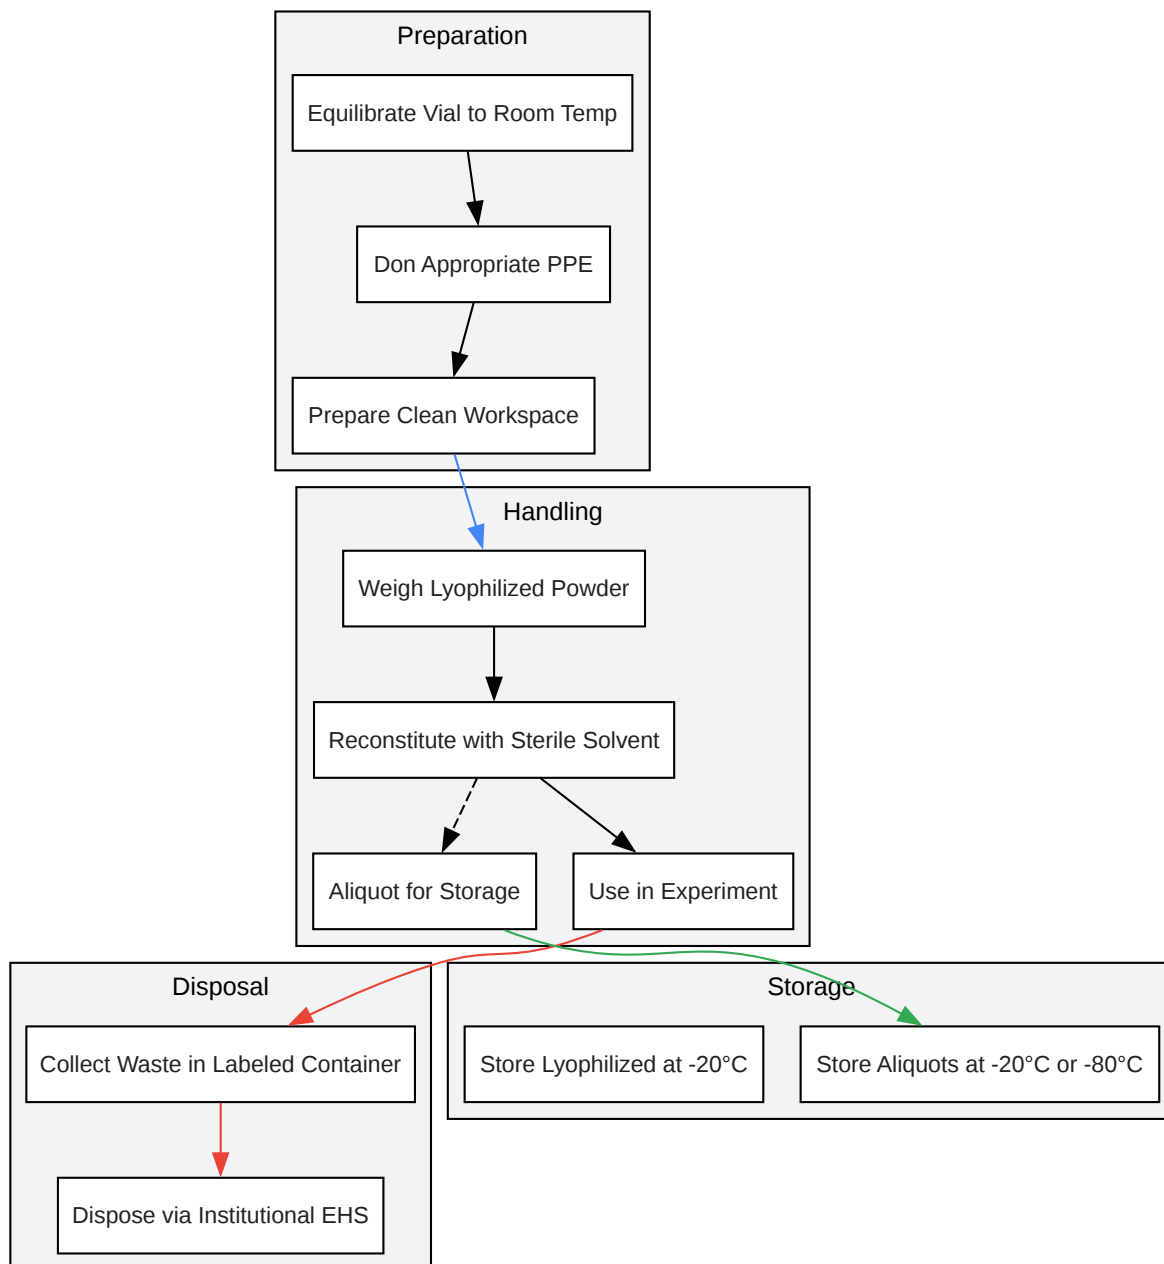 Preparation
Equilibrate Vial to Room Temp
Don Appropriate PPE
Prepare Clean Workspace
Handling
Weigh Lyophilized Powder
Reconstitute with Sterile Solvent
Aliquot for Storage
Use in Experiment
Disposal
Collect Waste in Labeled Container
Dispose via Institutional EHS
Storage
Store Lyophilized at -20°C
Store Aliquots at -20°C or -80°C